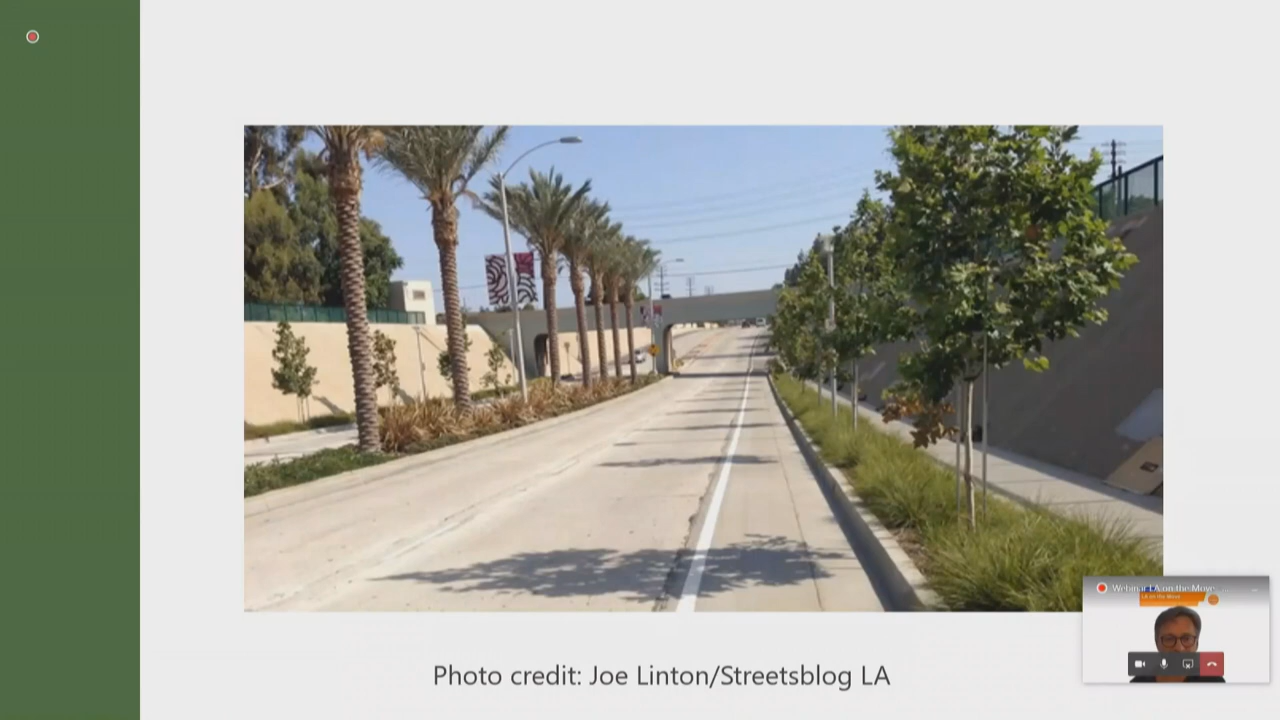 Photo credit: Joe Linton/Streetsblog LA
Webinar LA on the Move
LA on the Move